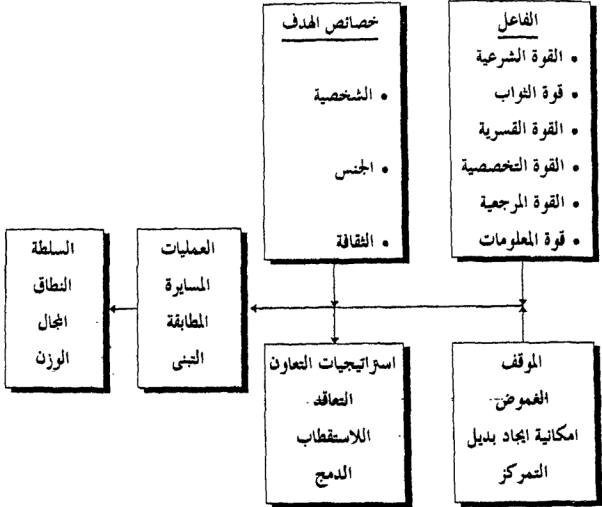 الفاعل
• القوة الشرعية
• قوة الثواب
• القوة القسرية
• القوة التخصصية
• القوة المرجعية
• قوة المعلومات
خصائص الهدف
• الشخصية
• الجنس
• الثقافة
العمليات
المسايرة
المطابقة
التبنى
السلطة
النطاق
المجال
الوزن
الموقف
الغموض
امكانية ايجاد بديل
التمركز
استراتيجيات التعاون
التعاقد
اللاستقطاب
الدمج